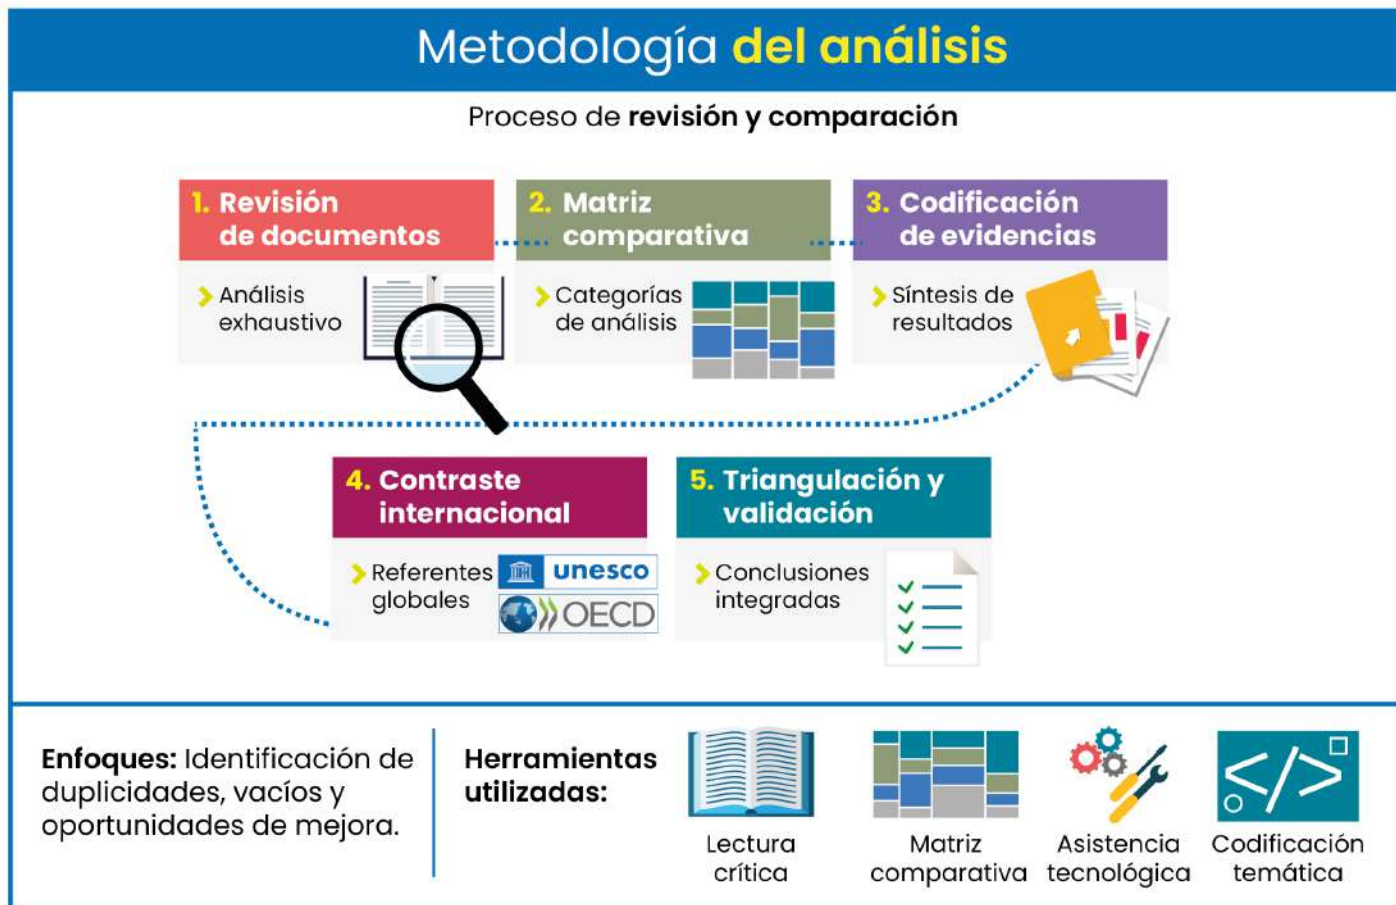 Metodología del análisis
Proceso de revisión y comparación
1. Revisión
de documentos
Análisis
exhaustivo
2. Matriz
comparativa
Categorías
de análisis
3. Codificación
de evidencias
Síntesis de
resultados
4. Contraste
internacional
Referentes
globales
unesco
OECD
5. Triangulación y
validación
Conclusiones
integradas
Enfoques: Identificación de
duplicidades, vacíos y
oportunidades de mejora.
Herramientas
utilizadas:
Lectura
crítica
Matriz
comparativa
Asistencia
tecnológica
</>
Codificación
temática